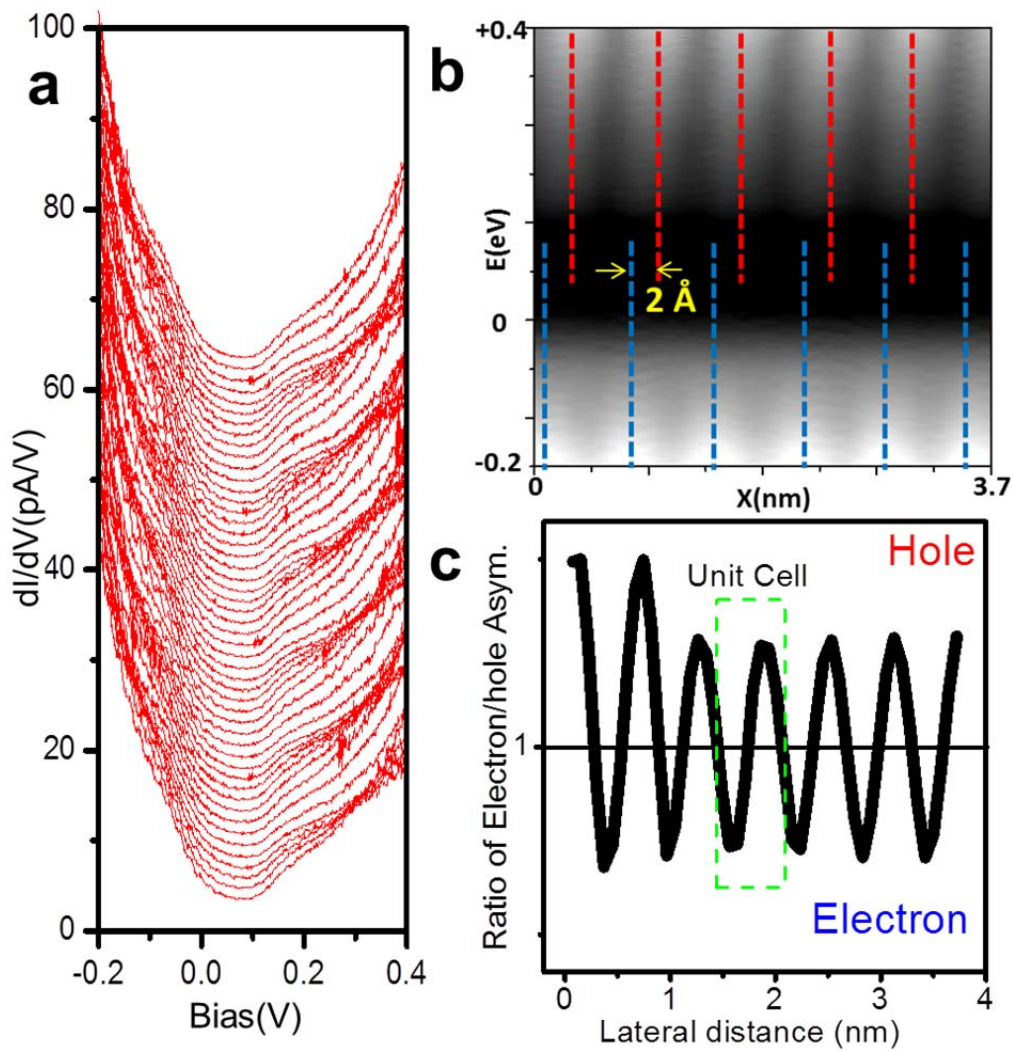 a
100
80
60
40
20
0
dI/dV(pA/V)
-0.2
0.0
0.2
0.4
Bias(V)
b
+0.4
E(eV)
0
-0.2
2 Å
0
X(nm)
3.7
c
Hole
Unit Cell
Ratio of Electron/hole Asym.
1
Electron
0
1
2
3
4
Lateral distance (nm)